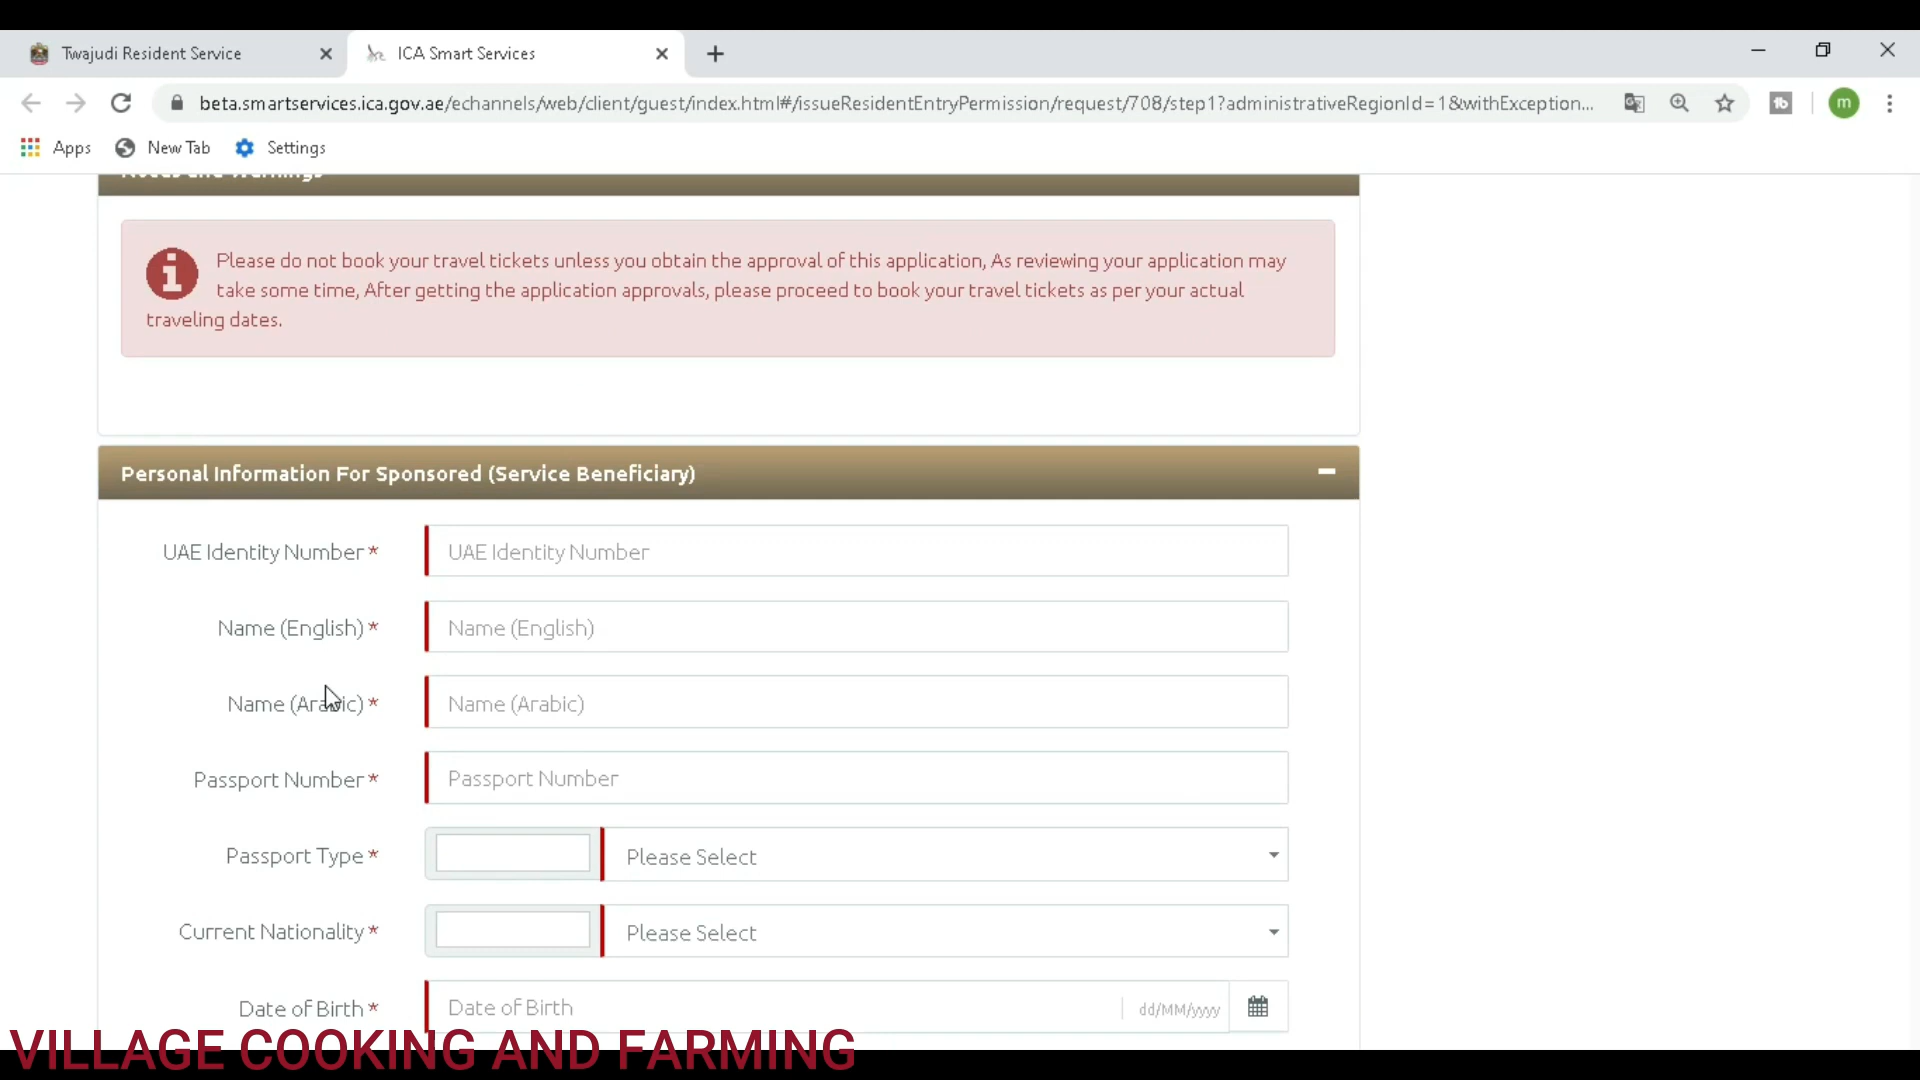 Twajudi Resident Service
ICA Smart Services
beta.smartservices.ica.gov.ae/echannels/web/client/guest/index.html#/issueResidentEntryPermission/request/708/step1?administrativeRegionId=1&withException...
m
Apps
New Tab
Settings
Notes and Warnings
Please do not book your travel tickets unless you obtain the approval of this application, As reviewing your application may
take some time, After getting the application approvals, please proceed to book your travel tickets as per your actual
traveling dates.
Personal Information For Sponsored (Service Beneficiary)
UAE Identity Number * UAE Identity Number
Name (English) * Name (English)
Name (Arabic) * Name (Arabic)
Passport Number * Passport Number
Passport Type * Please Select
Current Nationality * Please Select
Date of Birth * Date of Birth dd/MM/yyyy
VILLAGE COOKING AND FARMING